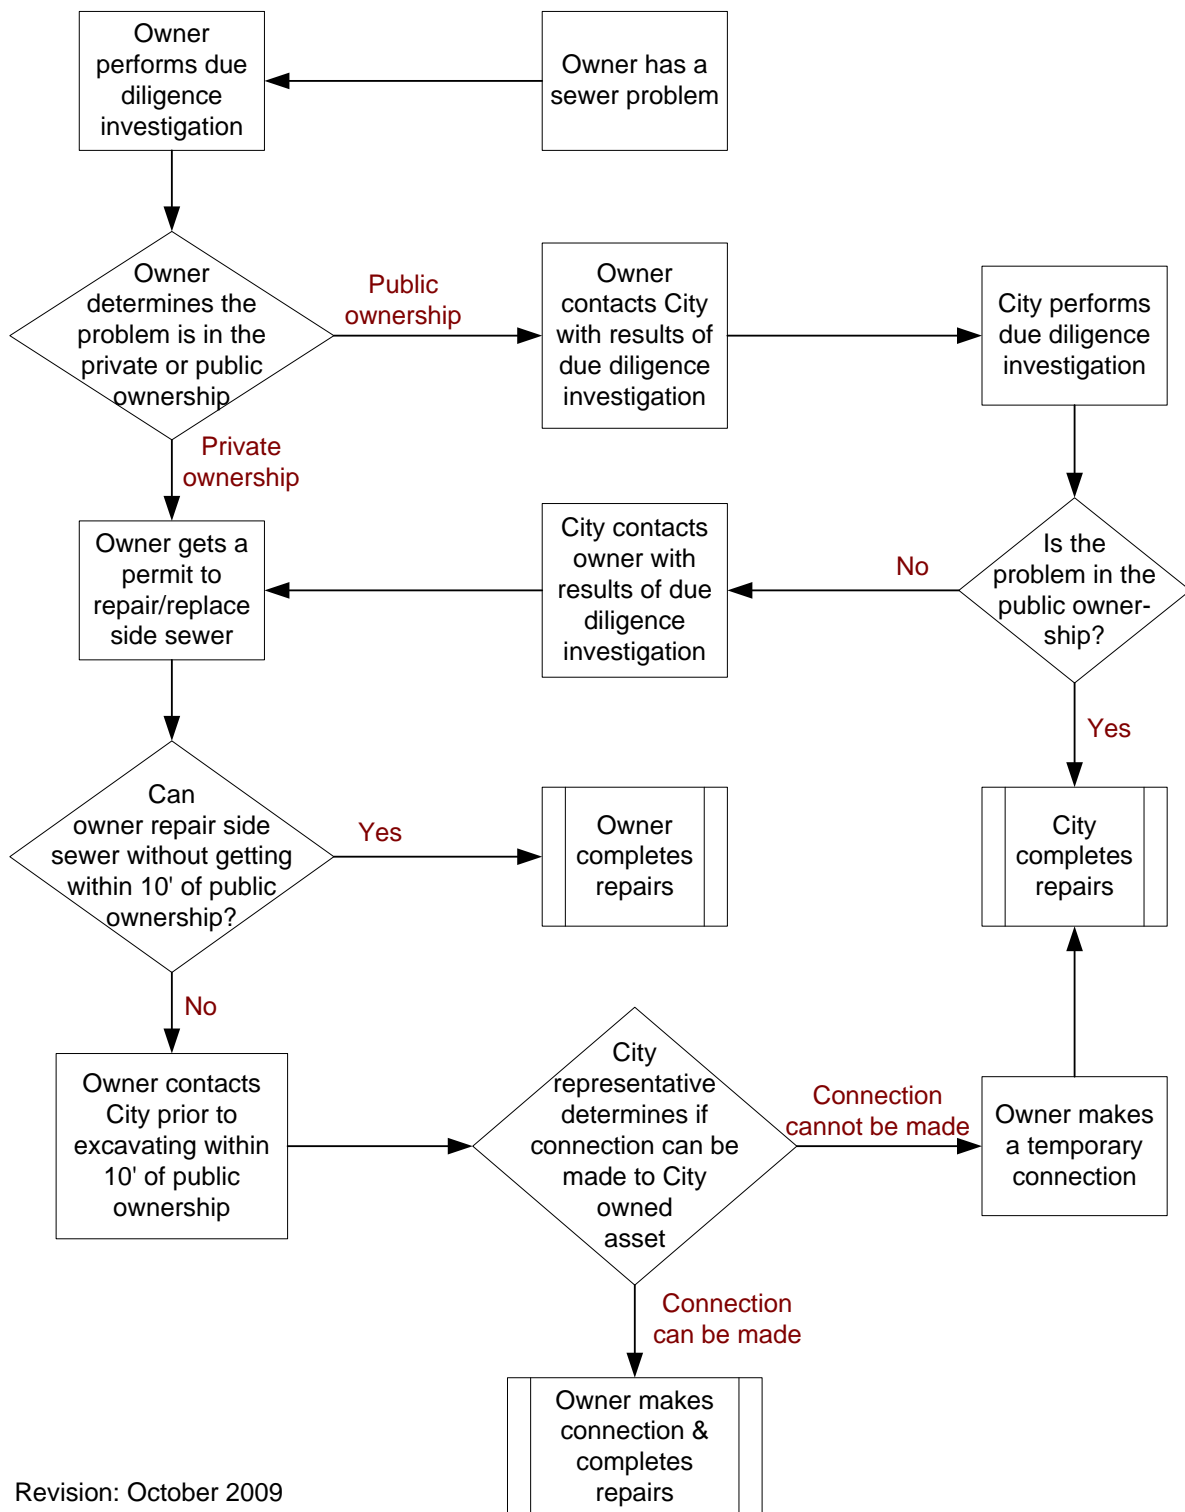 Owner
performs due
diligence
investigation
Owner has a
sewer problem
Owner
determines the
problem is in the
private or public
ownership
Public
ownership
Owner
contacts City
with results of
due diligence
investigation
City performs
due diligence
investigation
Private
ownership
Owner gets a
permit to
repair/replace
side sewer
City contacts
owner with
results of due
diligence
investigation
No
Is the
problem in the
public owner-
ship?
Yes
Can
owner repair side
sewer without getting
within 10' of public
ownership?
Yes
Owner
completes
repairs
City
completes
repairs
No
Owner contacts
City prior to
excavating within
10' of public
ownership
City
representative
determines if
connection can be
made to City
owned
asset
Connection
cannot be made
Owner makes
a temporary
connection
Connection
can be made
Owner makes
connection &
completes
repairs
Revision: October 2009